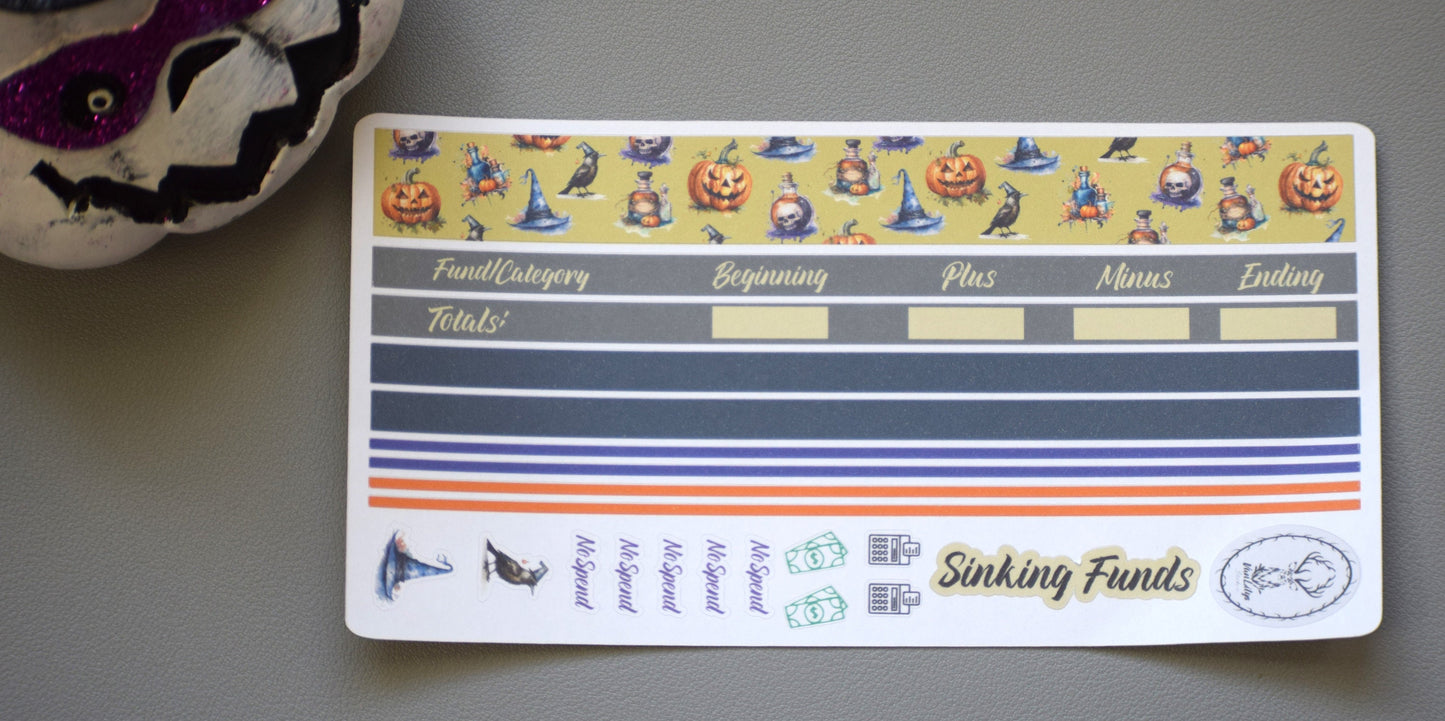 Fund/Category Beginning Plus Minus Ending
Totals:
No Spend
No Spend
No Spend
No Spend
No Spend
$
$
Sinking Funds